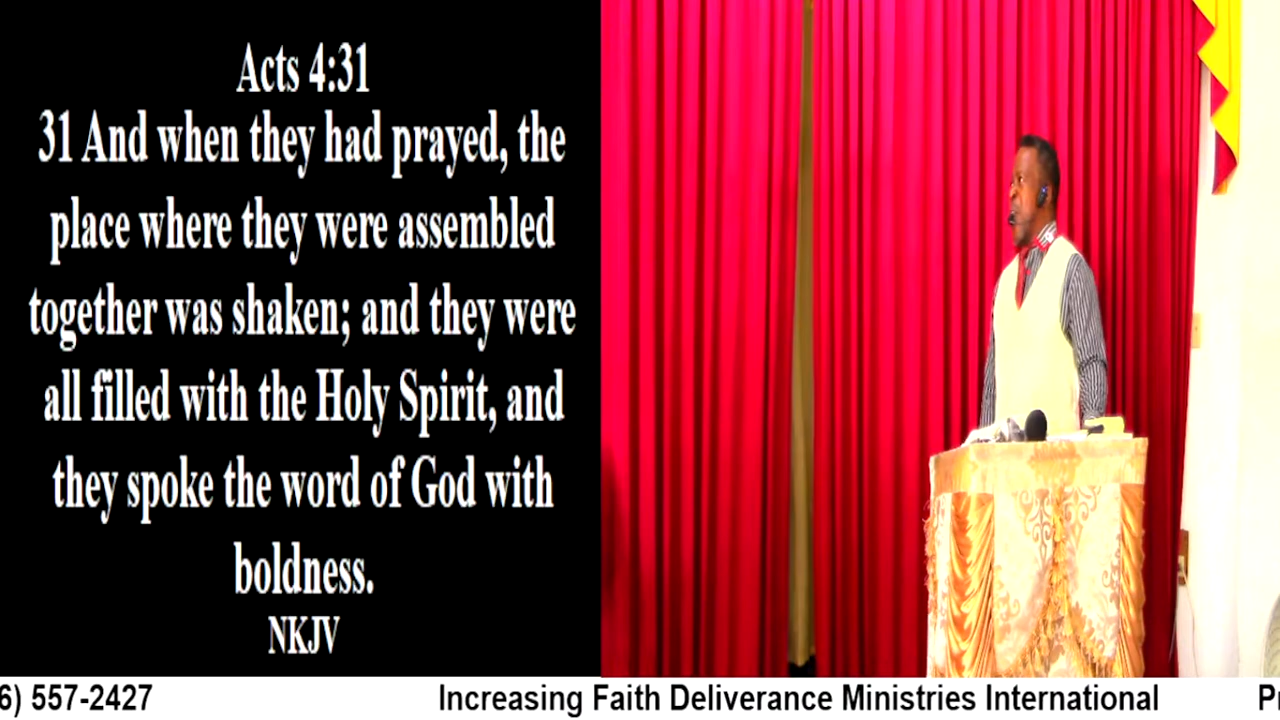 Acts 4:31
31 And when they had prayed, the
place where they were assembled
together was shaken; and they were
all filled with the Holy Spirit, and
they spoke the word of God with
boldness.
NKJV
6) 557-2427 Increasing Faith Deliverance Ministries International